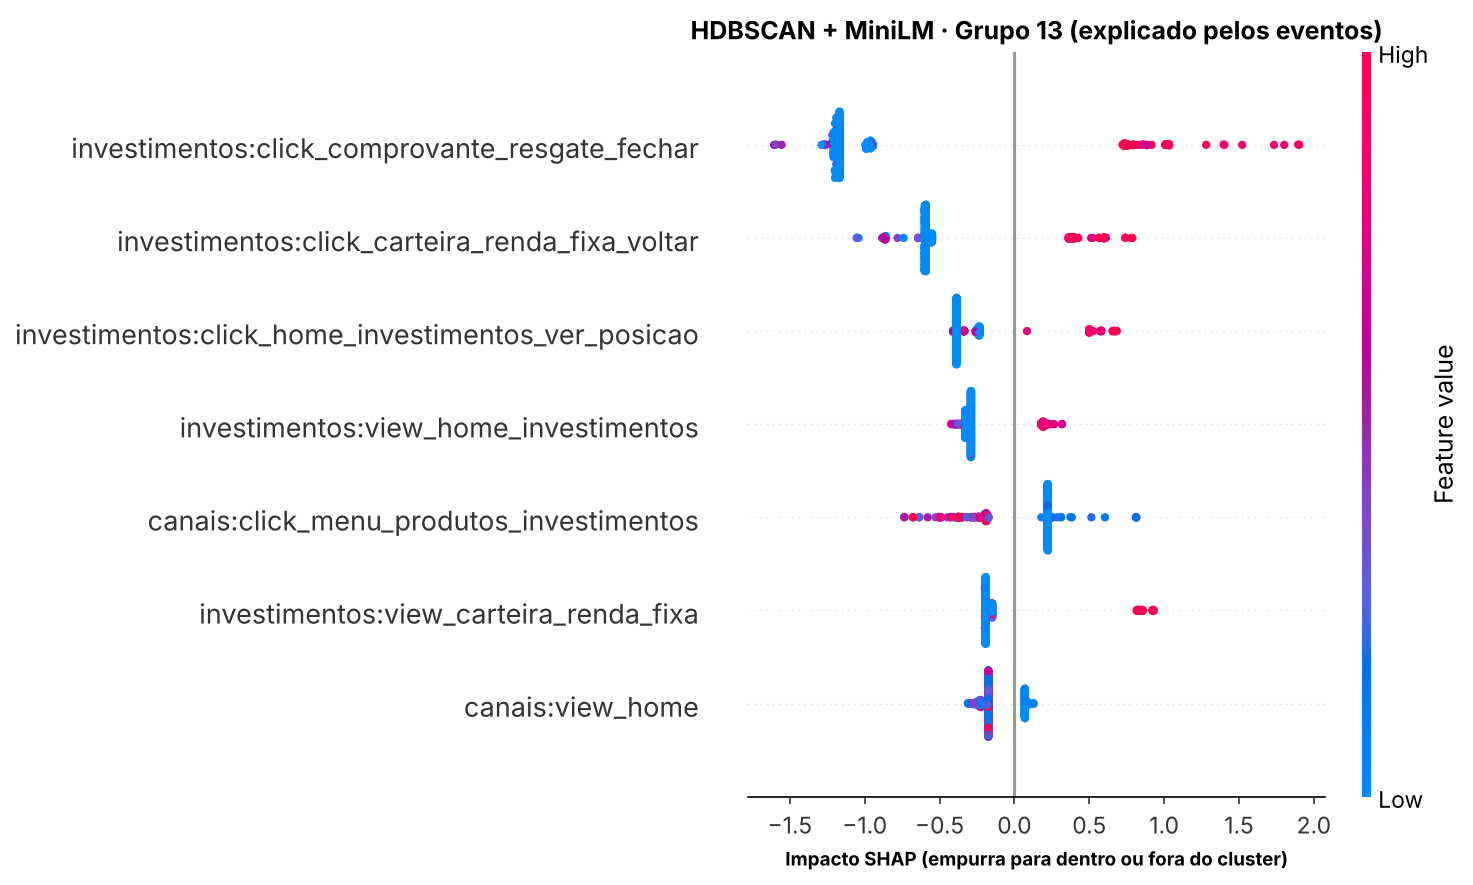 HDBSCAN + MiniLM · Grupo 13 (explicado pelos eventos)
High
investimentos:click_comprovante_resgate_fechar
investimentos:click_carteira_renda_fixa_voltar
investimentos:click_home_investimentos_ver_posicao
investimentos:view_home_investimentos
canais:click_menu_produtos_investimentos
investimentos:view_carteira_renda_fixa
canais:view_home
Feature value
Low
−1.5 −1.0 −0.5 0.0 0.5 1.0 1.5 2.0
Impacto SHAP (empurra para dentro ou fora do cluster)